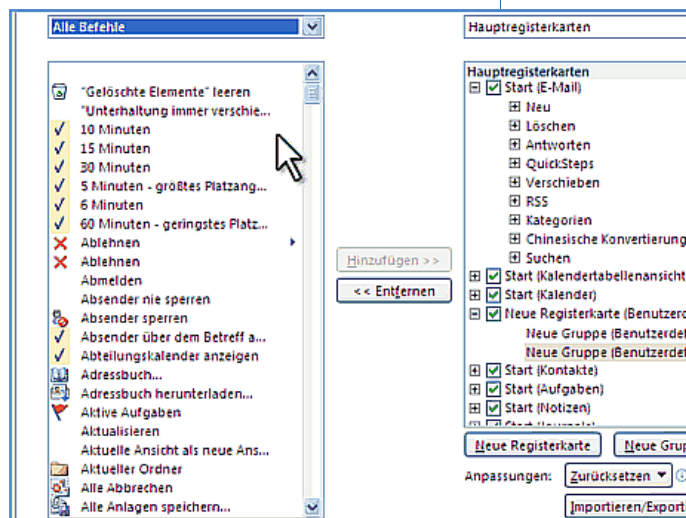 Alle Befehle
"Gelöschte Elemente" leeren
"Unterhaltung immer verschie...
10 Minuten
15 Minuten
30 Minuten
5 Minuten - größtes Platzang...
6 Minuten
60 Minuten - geringstes Platz...
Ablehnen
Ablehnen
Abmelden
Absender nie sperren
Absender sperren
Absender über dem Betreff a...
Abteilungskalender anzeigen
Adressbuch...
Adressbuch herunterladen...
Aktive Aufgaben
Aktualisieren
Aktuelle Ansicht als neue Ans...
Aktueller Ordner
Alle Abbrechen
Alle Anlagen speichern...
Hinzufügen >>
<< Entfernen
Hauptregisterkarten
Hauptregisterkarten
Start (E-Mail)
Neu
Löschen
Antworten
QuickSteps
Verschieben
RSS
Kategorien
Chinesische Konvertierung
Suchen
Start (Kalendertabellenansicht
Start (Kalender)
Neue Registerkarte (Benutzerd
Neue Gruppe (Benutzerdef
Neue Gruppe (Benutzerdef
Start (Kontakte)
Start (Aufgaben)
Start (Notizen)
Neue Registerkarte
Neue Grup
Anpassungen: Zurücksetzen
Importieren/Export